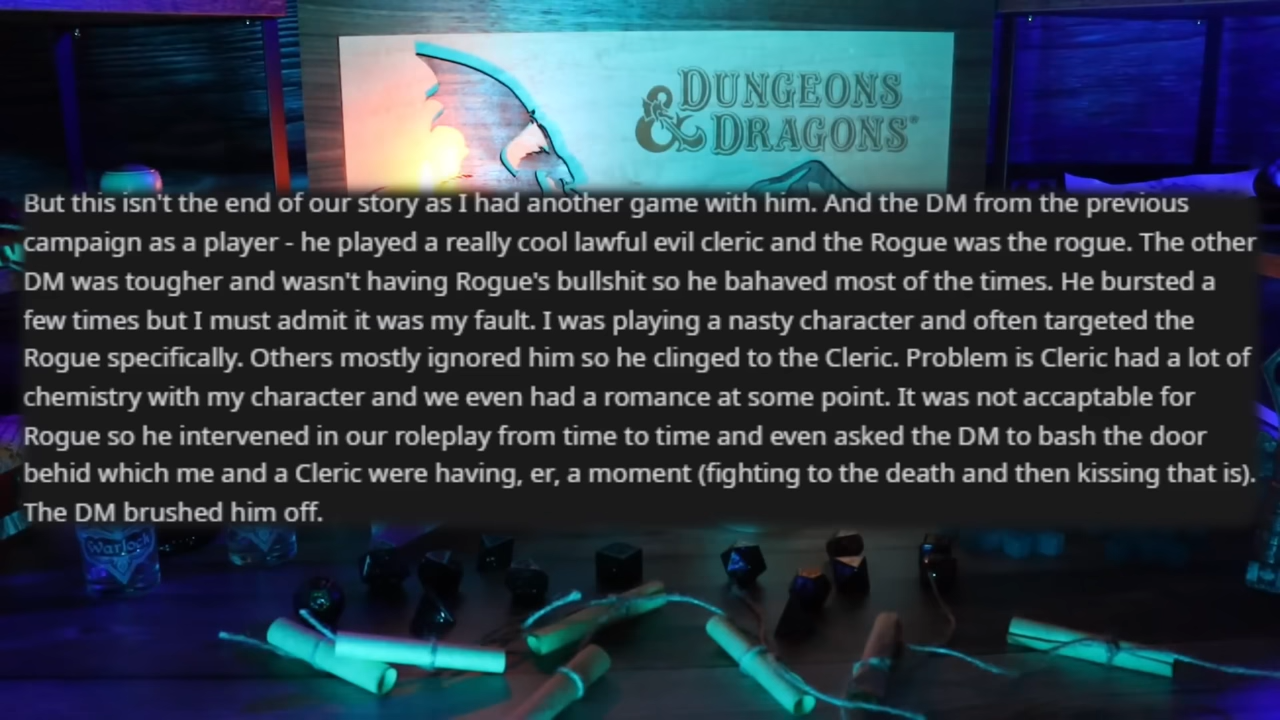 DUNGEONS
& DRAGONS®
But this isn't the end of our story as I had another game with him. And the DM from the previous
campaign as a player - he played a really cool lawful evil cleric and the Rogue was the rogue. The other
DM was tougher and wasn't having Rogue's bullshit so he bahaved most of the times. He bursted a
few times but I must admit it was my fault. I was playing a nasty character and often targeted the
Rogue specifically. Others mostly ignored him so he clinged to the Cleric. Problem is Cleric had a lot of
chemistry with my character and we even had a romance at some point. It was not accaptable for
Rogue so he intervened in our roleplay from time to time and even asked the DM to bash the door
behid which me and a Cleric were having, er, a moment (fighting to the death and then kissing that is).
The DM brushed him off.
Warlock